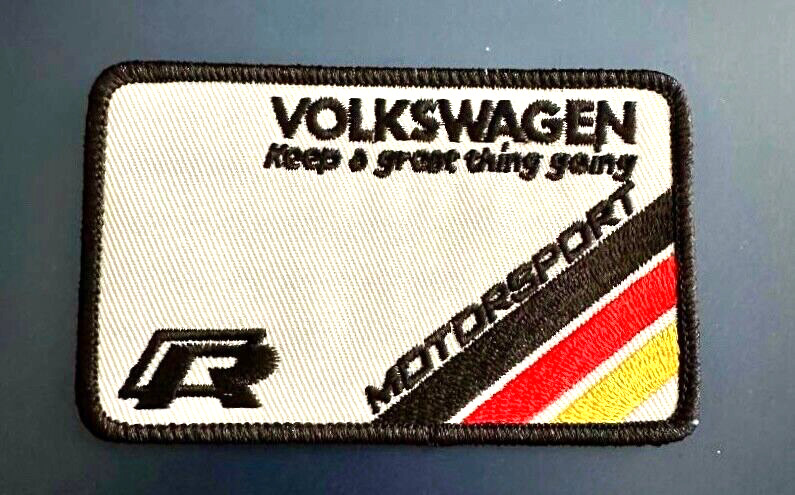 VOLKSWAGEN
Keep a great thing going
MOTORSPORT
R